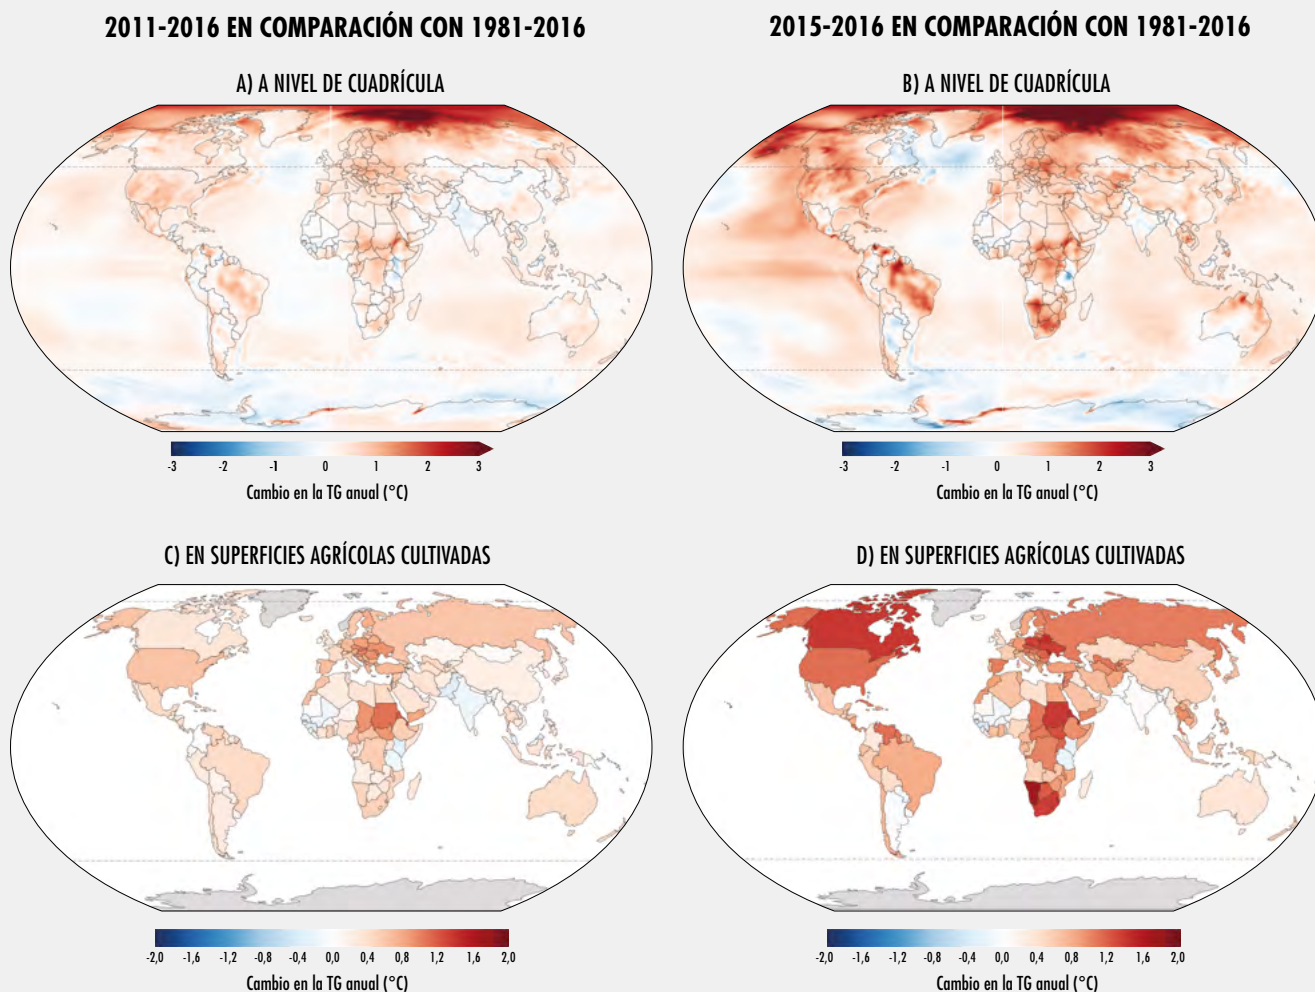 2011-2016 EN COMPARACIÓN CON 1981-2016
2015-2016 EN COMPARACIÓN CON 1981-2016
A) A NIVEL DE CUADRÍCULA
B) A NIVEL DE CUADRÍCULA
-3 -2 -1 0 1 2 3
Cambio en la TG anual (°C)
-3 -2 -1 0 1 2 3
Cambio en la TG anual (°C)
C) EN SUPERFICIES AGRÍCOLAS CULTIVADAS
D) EN SUPERFICIES AGRÍCOLAS CULTIVADAS
-2,0 -1,6 -1,2 -0,8 -0,4 0,0 0,4 0,8 1,2 1,6 2,0
Cambio en la TG anual (°C)
-2,0 -1,6 -1,2 -0,8 -0,4 0,0 0,4 0,8 1,2 1,6 2,0
Cambio en la TG anual (°C)